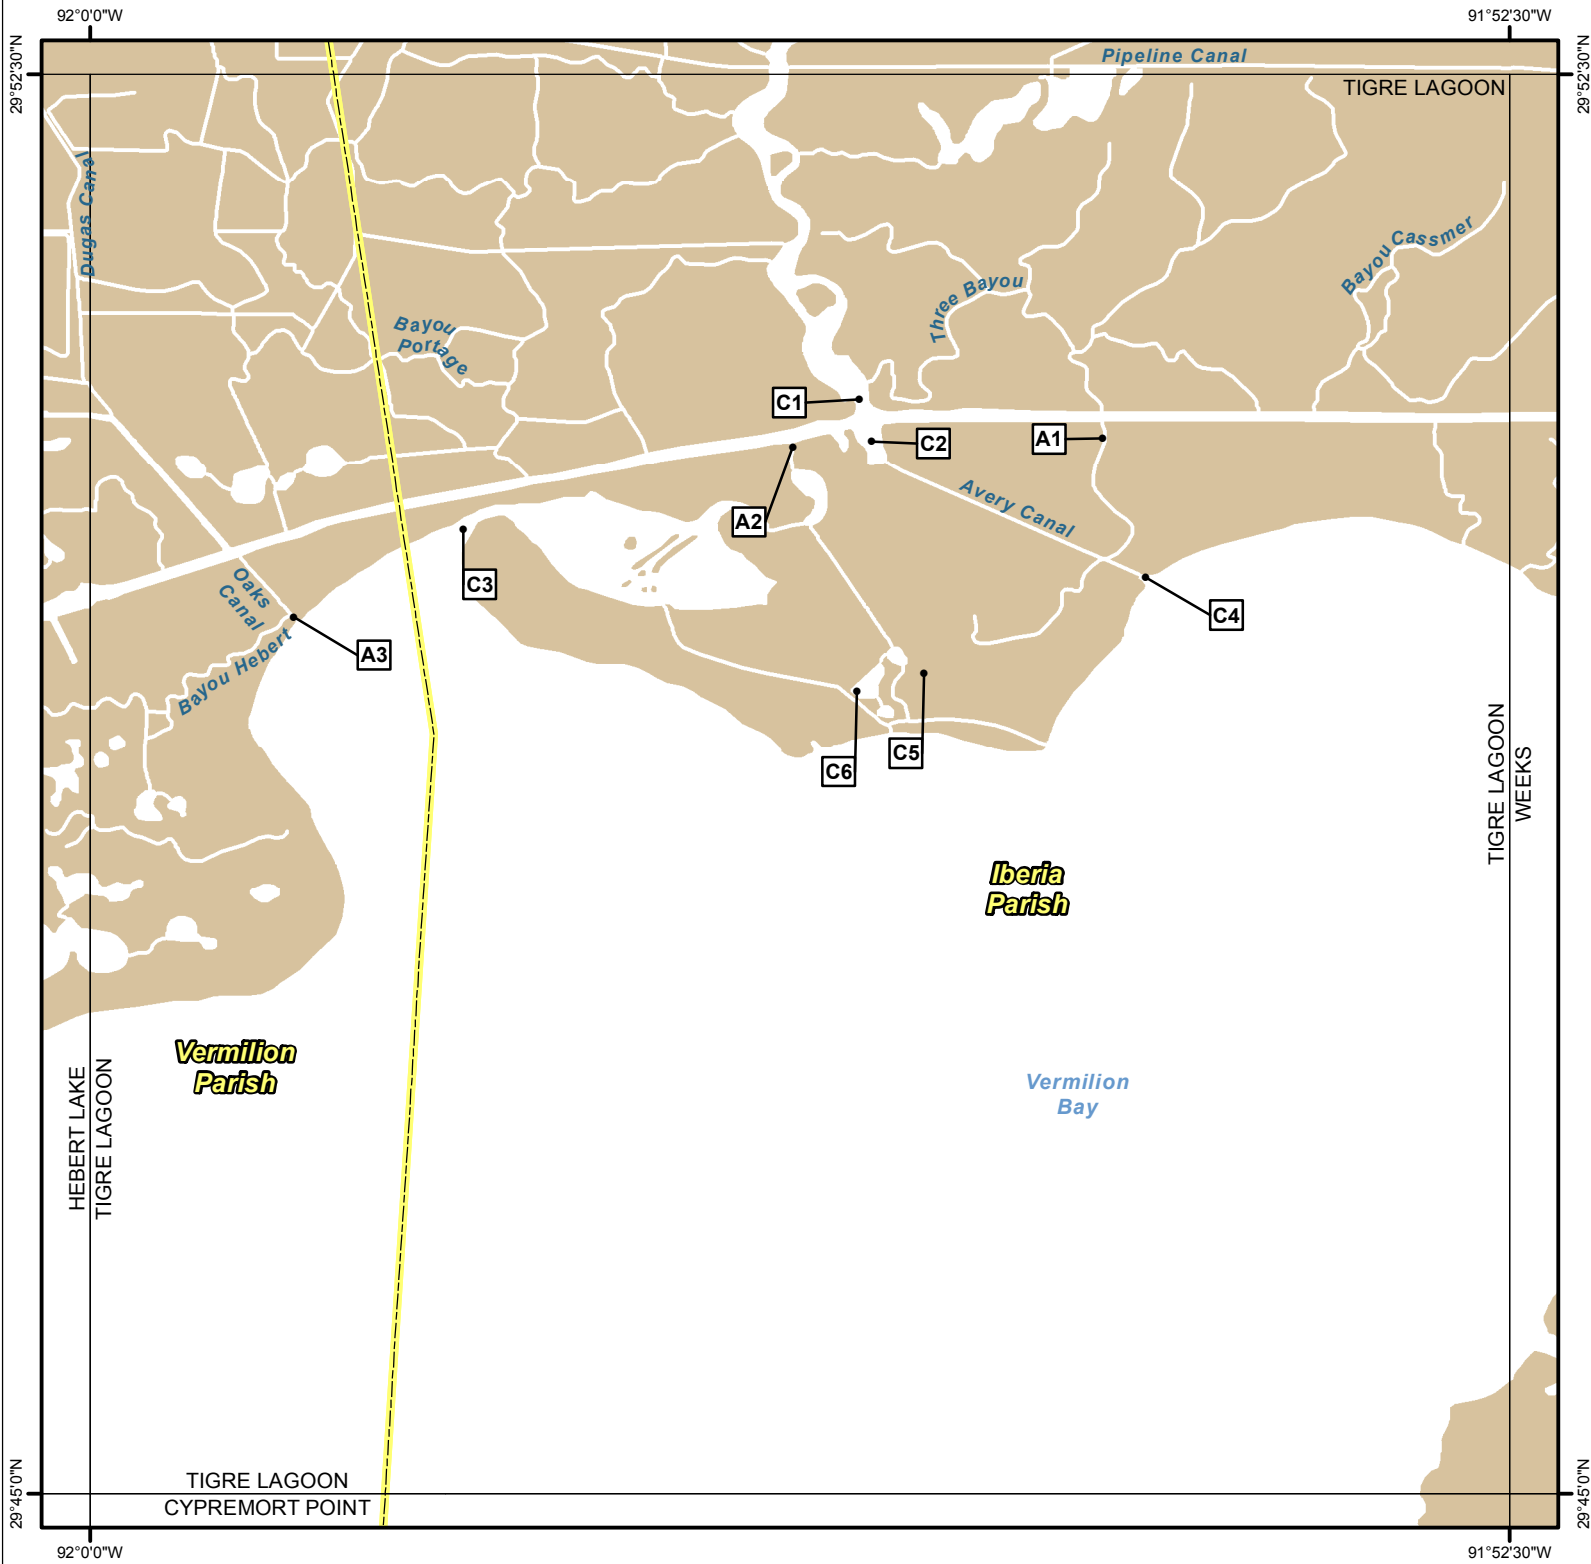 92°0'0"W
91°52'30"W
29°52'30"N
29°52'30"N
Pipeline Canal
TIGRE LAGOON
Dugas Canal
Bayou Cassmer
Three Bayou
Bayou
Portage
C1
C2
A1
A2
Avery Canal
C3
Oaks
Canal
C4
A3
Bayou Hebert
C5
C6
TIGRE LAGOON
WEEKS
Iberia
Parish
Vermilion
Parish
Vermilion
Bay
HEBERT LAKE
TIGRE LAGOON
TIGRE LAGOON
CYPREMORT POINT
29°45'0"N
29°45'0"N
92°0'0"W
91°52'30"W